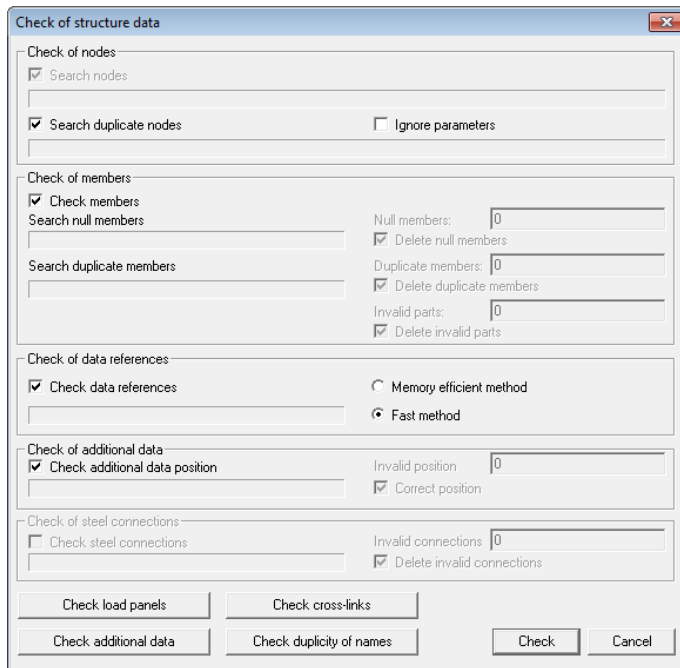 Check of structure data
Check of nodes
Search nodes
Search duplicate nodes
Ignore parameters
Check of members
Check members
Search null members
Null members: 0
Delete null members
Search duplicate members
Duplicate members: 0
Delete duplicate members
Invalid parts: 0
Delete invalid parts
Check of data references
Check data references
Memory efficient method
Fast method
Check of additional data
Check additional data position
Invalid position 0
Correct position
Check of steel connections
Check steel connections
Invalid connections 0
Delete invalid connections
Check load panels
Check cross-links
Check additional data
Check duplicity of names
Check
Cancel